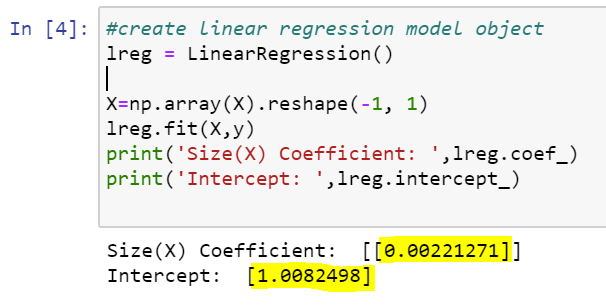 In [4]: #create linear regression model object
lreg = LinearRegression()
X=np.array(X).reshape(-1, 1)
lreg.fit(X,y)
print('Size(X) Coefficient: ',lreg.coef_)
print('Intercept: ',lreg.intercept_)
Size(X) Coefficient:  [[0.00221271]]
Intercept:  [1.0082498]